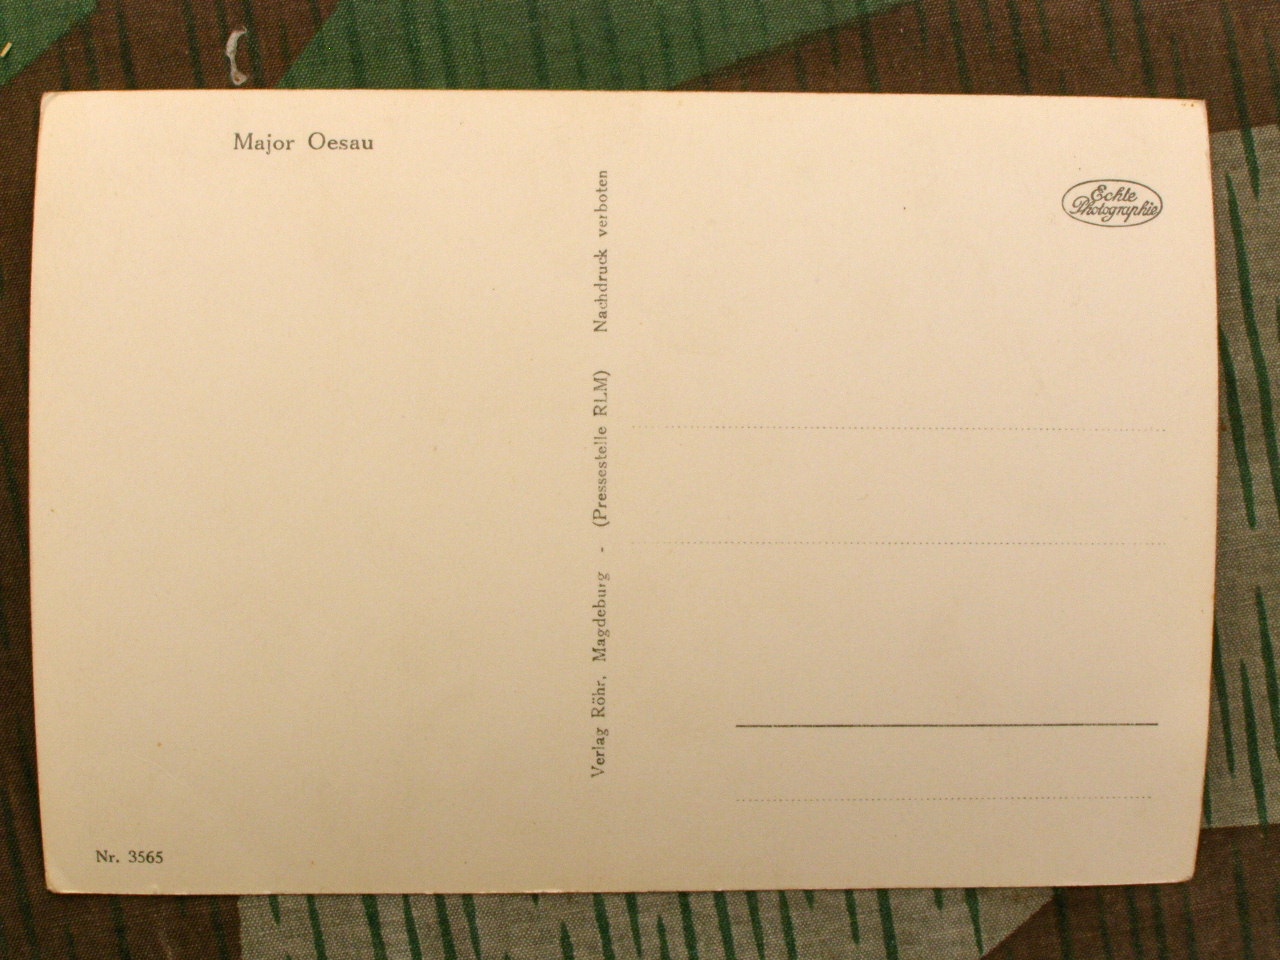 Major Oesau
Verlag Röhr, Magdeburg - (Pressestelle RLM) Nachdruck verboten
Echte
Photographie
Nr. 3565